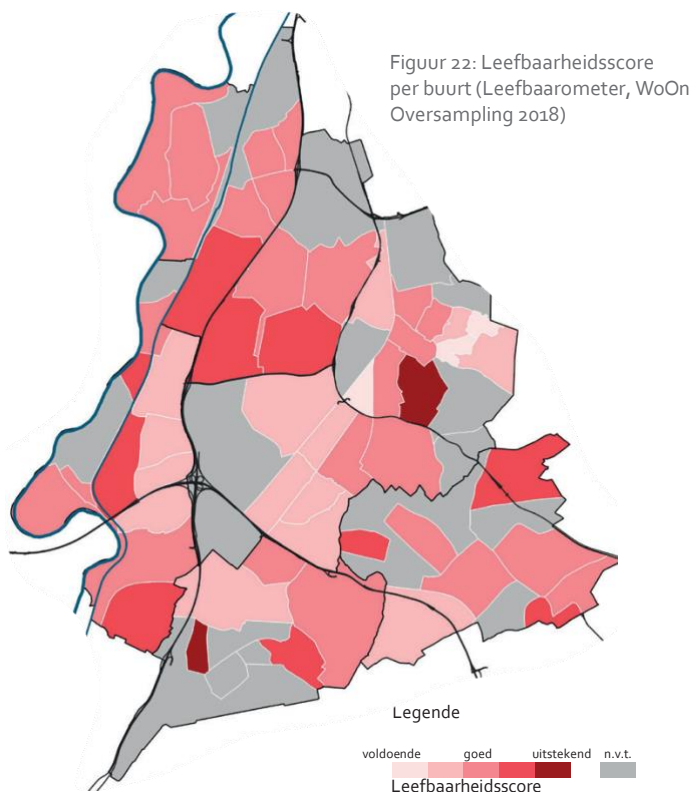 Figuur 22: Leefbaarheidsscore
per buurt (Leefbaarometer, WoOn
Oversampling 2018)
Legende
voldoende goed uitstekend n.v.t.
Leefbaarheidsscore